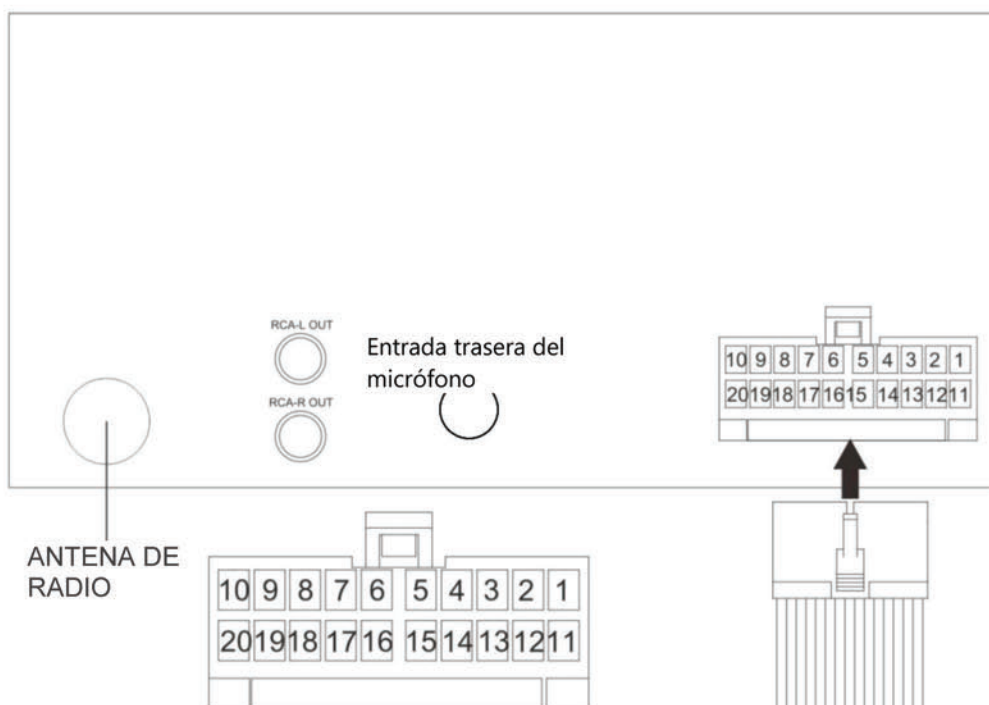 RCA-L OUT
Entrada trasera del
micrófono
RCA-R OUT
10 9 8 7 6 5 4 3 2 1
20 19 18 17 16 15 14 13 12 11
ANTENA DE
RADIO
10 9 8 7 6 5 4 3 2 1
20 19 18 17 16 15 14 13 12 11